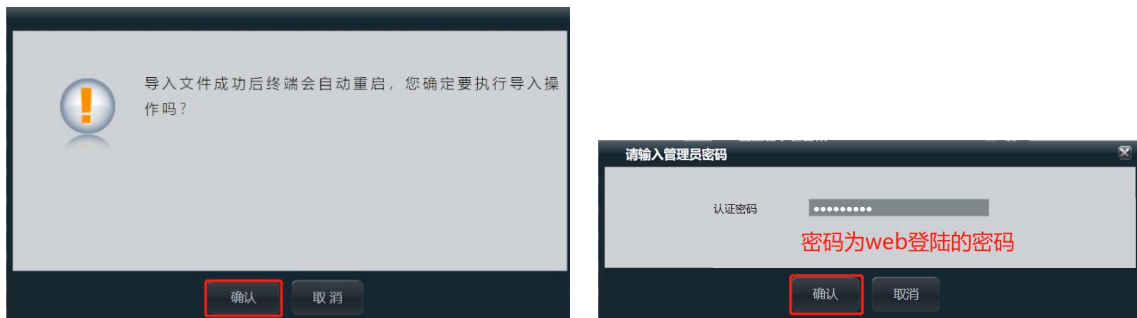 导入文件成功后终端会自动重启，您确定要执行导入操
作吗？
确认
取消
请输入管理员密码
认证密码
•••••••••
密码为web登陆的密码
确认
取消